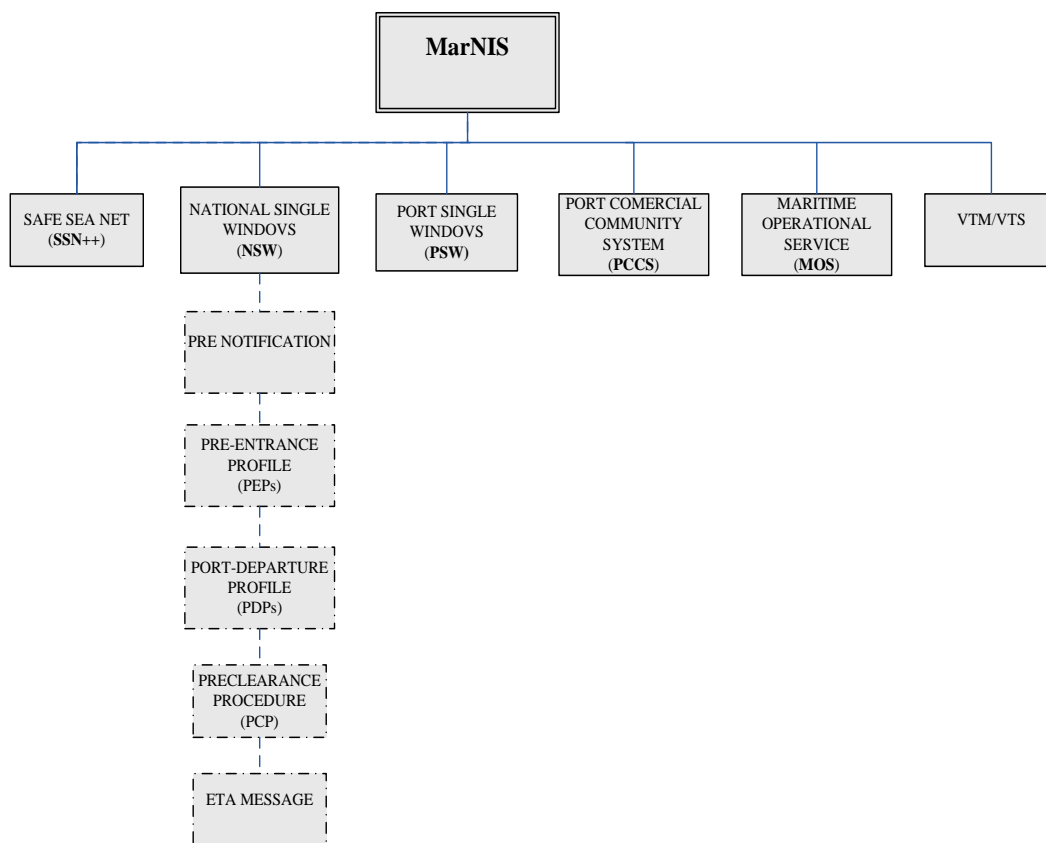 MarNIS
SAFE SEA NET
(SSN++)
NATIONAL SINGLE
WINDOVS
(NSW)
PORT SINGLE
WINDOVS
(PSW)
PORT COMERCIAL
COMMUNITY
SYSTEM
(PCCS)
MARITIME
OPERATIONAL
SERVICE
(MOS)
VTM/VTS
PRE NOTIFICATION
PRE-ENTRANCE
PROFILE
(PEPs)
PORT-DEPARTURE
PROFILE
(PDPs)
PRECLEARANCE
PROCEDURE
(PCP)
ETA MESSAGE